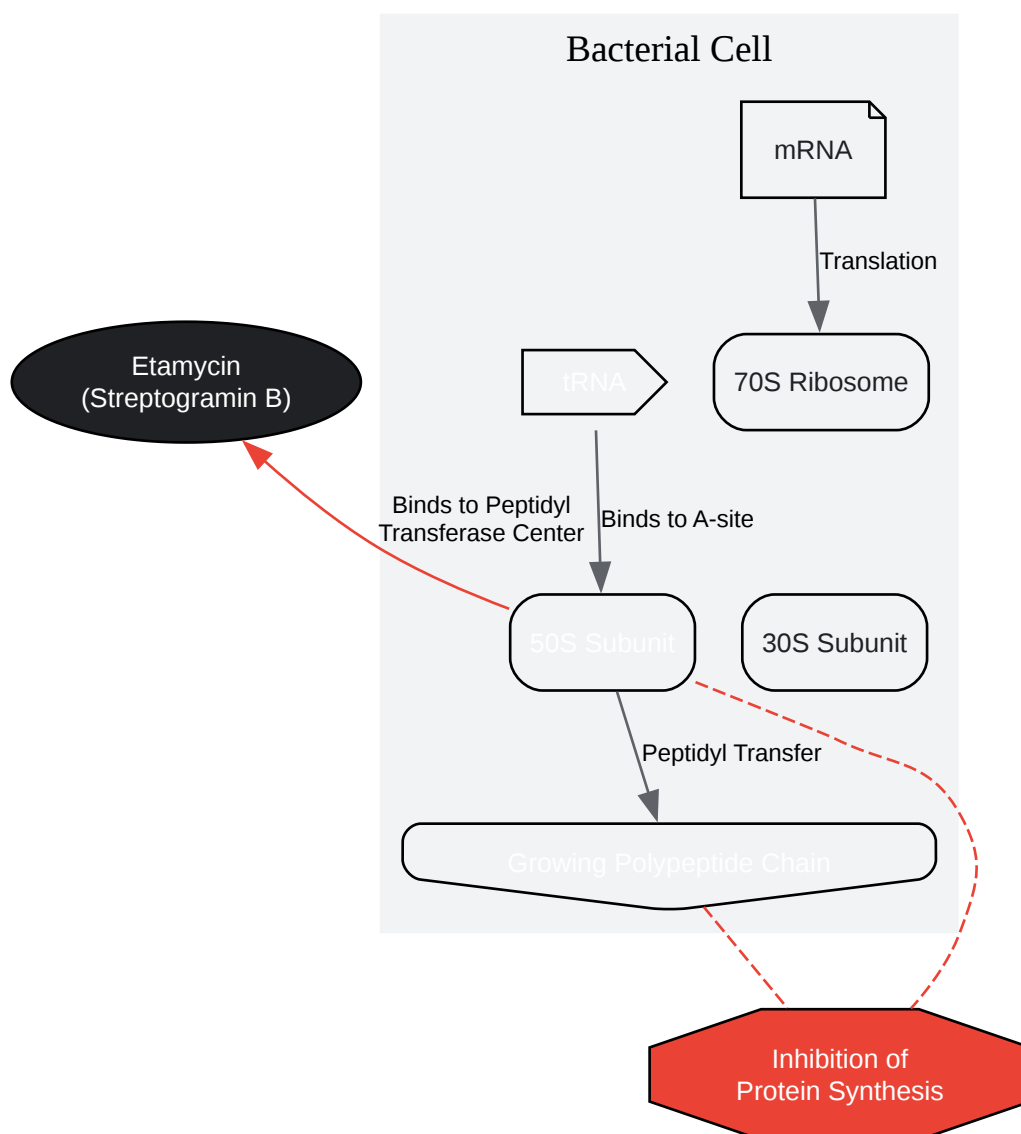 Bacterial Cell
mRNA
Translation
Etamycin
(Streptogramin B)
tRNA
70S Ribosome
Binds to Peptidyl
Transferase Center
Binds to A-site
50S Subunit
30S Subunit
Peptidyl Transfer
Growing Polypeptide Chain
Inhibition of
Protein Synthesis